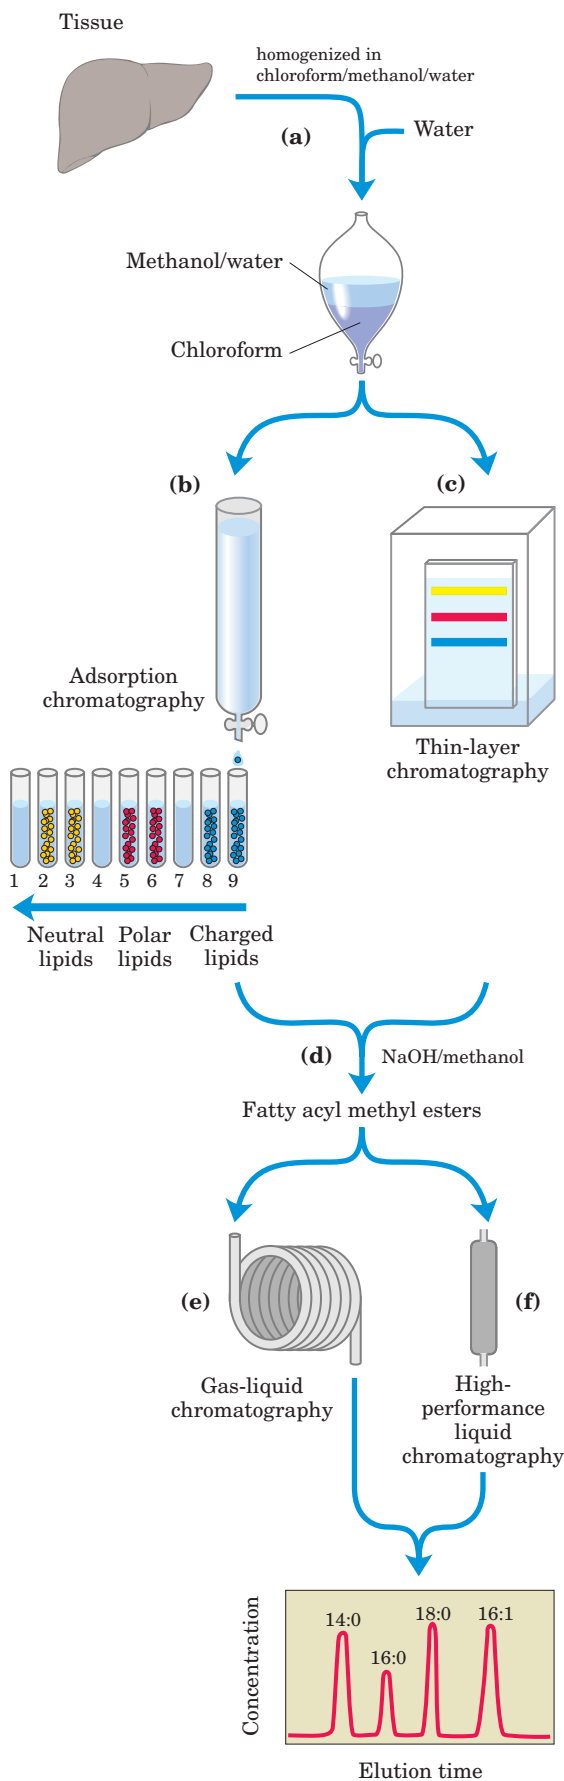 Tissue
homogenized in
chloroform/methanol/water
(a)
Water
Methanol/water
Chloroform
(b)
(c)
Adsorption
chromatography
Thin-layer
chromatography
1 2 3 4 5 6 7 8 9
Neutral
lipids
Polar
lipids
Charged
lipids
(d)
NaOH/methanol
Fatty acyl methyl esters
(e)
(f)
Gas-liquid
chromatography
High-
performance
liquid
chromatography
Concentration
14:0
16:0
18:0
16:1
Elution time